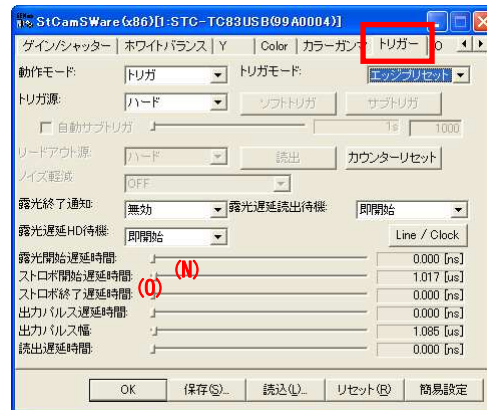 StCamSWare(x86)[1:STC-TC83USB(99A0004)]
ゲイン/シャッター ホワイトバランス Y Color カラーガンマ トリガー
動作モード: トリガ トリガモード: エッジプリセット
トリガ源: ハード ソフトトリガ サブトリガ
自動サブトリガ 1s 1000
リードアウト源: ハード 読出 カウンターリセット
ノイズ軽減 OFF
露光終了通知: 無効 露光遅延読出待機: 即開始
露光遅延HD待機: 即開始 Line / Clock
露光開始遅延時間: 0.000 [ns]
(N)
ストロボ開始遅延時間: 1.017 [us]
(O)
ストロボ終了遅延時間: 0.000 [ns]
出力パルス遅延時間: 0.000 [ns]
出力パルス幅: 1.085 [us]
読出遅延時間: 0.000 [ns]
OK 保存(S)... 読込(L)... リセット(R) 簡易設定